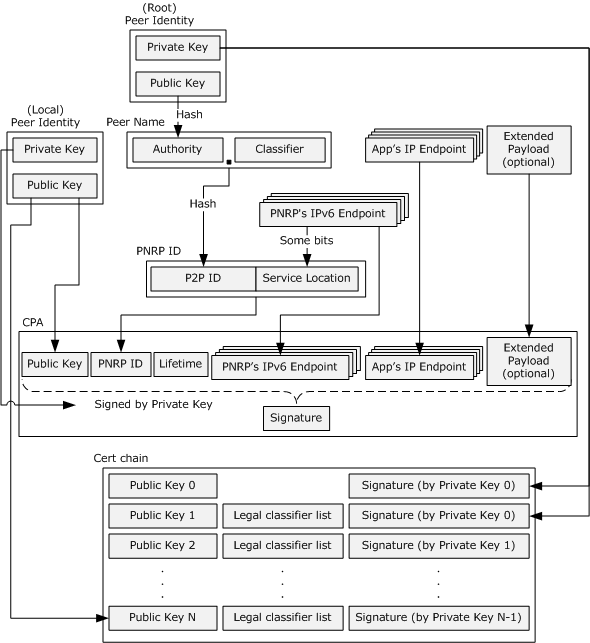 (Root)
Peer Identity
Private Key
Public Key
Hash
(Local)
Peer Identity
Private Key
Public Key
Peer Name
Authority
.
Classifier
App's IP Endpoint
Extended
Payload
(optional)
Hash
PNRP's IPv6 Endpoint
Some bits
PNRP ID
P2P ID
Service Location
CPA
Public Key
PNRP ID
Lifetime
PNRP's IPv6 Endpoint
App's IP Endpoint
Extended
Payload
(optional)
Signed by Private Key
Signature
Cert chain
Public Key 0
Signature (by Private Key 0)
Public Key 1
Legal classifier list
Signature (by Private Key 0)
Public Key 2
Legal classifier list
Signature (by Private Key 1)
. . .
. . .
. . .
Public Key N
Legal classifier list
Signature (by Private Key N-1)